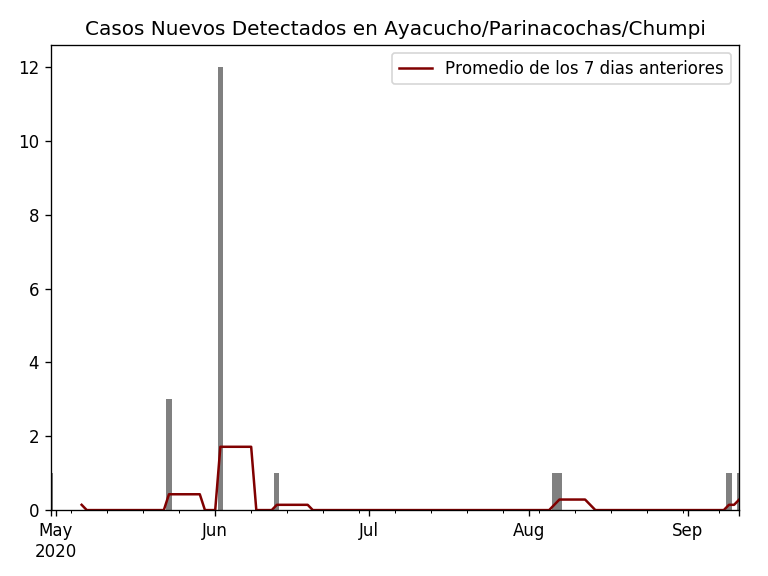 Casos Nuevos Detectados en Ayacucho/Parinacochas/Chumpi
Promedio de los 7 dias anteriores
12
10
8
6
4
2
0
May Jun Jul Aug Sep
2020